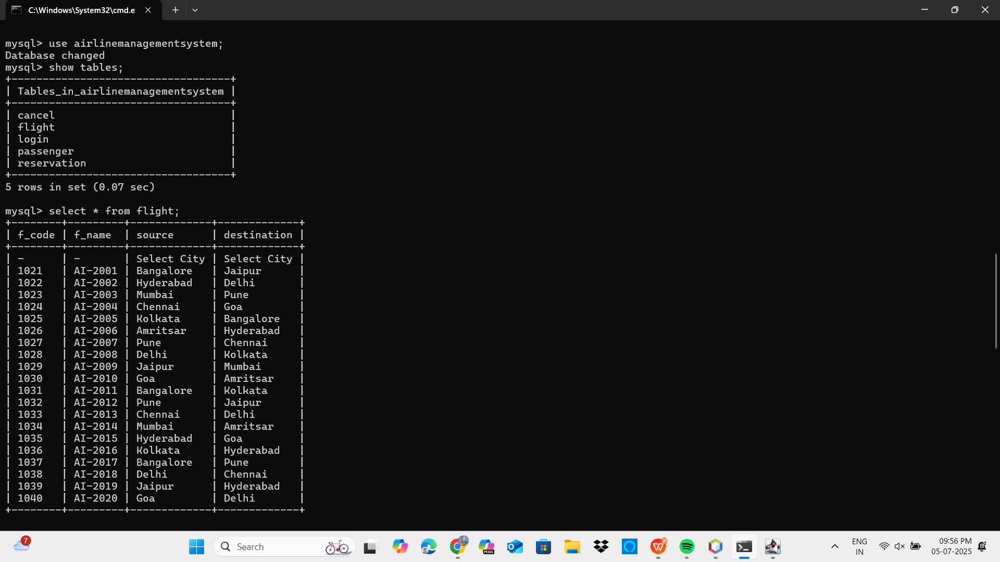 C:\Windows\System32\cmd.e
mysql> use airlinemanagementsystem;
Database changed
mysql> show tables;
+-----------------------------------+
| Tables_in_airlinemanagementsystem |
+-----------------------------------+
| cancel                            |
| flight                            |
| login                             |
| passenger                         |
| reservation                       |
+-----------------------------------+
5 rows in set (0.07 sec)
mysql> select * from flight;
+--------+---------+-------------+-------------+
| f_code | f_name  | source      | destination |
+--------+---------+-------------+-------------+
| -      | -       | Select City | Select City |
| 1021   | AI-2001 | Bangalore   | Jaipur      |
| 1022   | AI-2002 | Hyderabad   | Delhi       |
| 1023   | AI-2003 | Mumbai      | Pune        |
| 1024   | AI-2004 | Chennai     | Goa         |
| 1025   | AI-2005 | Kolkata     | Bangalore   |
| 1026   | AI-2006 | Amritsar    | Hyderabad   |
| 1027   | AI-2007 | Pune        | Chennai     |
| 1028   | AI-2008 | Delhi       | Kolkata     |
| 1029   | AI-2009 | Jaipur      | Mumbai      |
| 1030   | AI-2010 | Goa         | Amritsar    |
| 1031   | AI-2011 | Bangalore   | Kolkata     |
| 1032   | AI-2012 | Pune        | Jaipur      |
| 1033   | AI-2013 | Chennai     | Delhi       |
| 1034   | AI-2014 | Mumbai      | Amritsar    |
| 1035   | AI-2015 | Hyderabad   | Goa         |
| 1036   | AI-2016 | Kolkata     | Hyderabad   |
| 1037   | AI-2017 | Bangalore   | Pune        |
| 1038   | AI-2018 | Delhi       | Chennai     |
| 1039   | AI-2019 | Jaipur      | Hyderabad   |
| 1040   | AI-2020 | Goa         | Delhi       |
+--------+---------+-------------+-------------+
7
Search
M365
ENG
IN
09:56 PM
05-07-2025